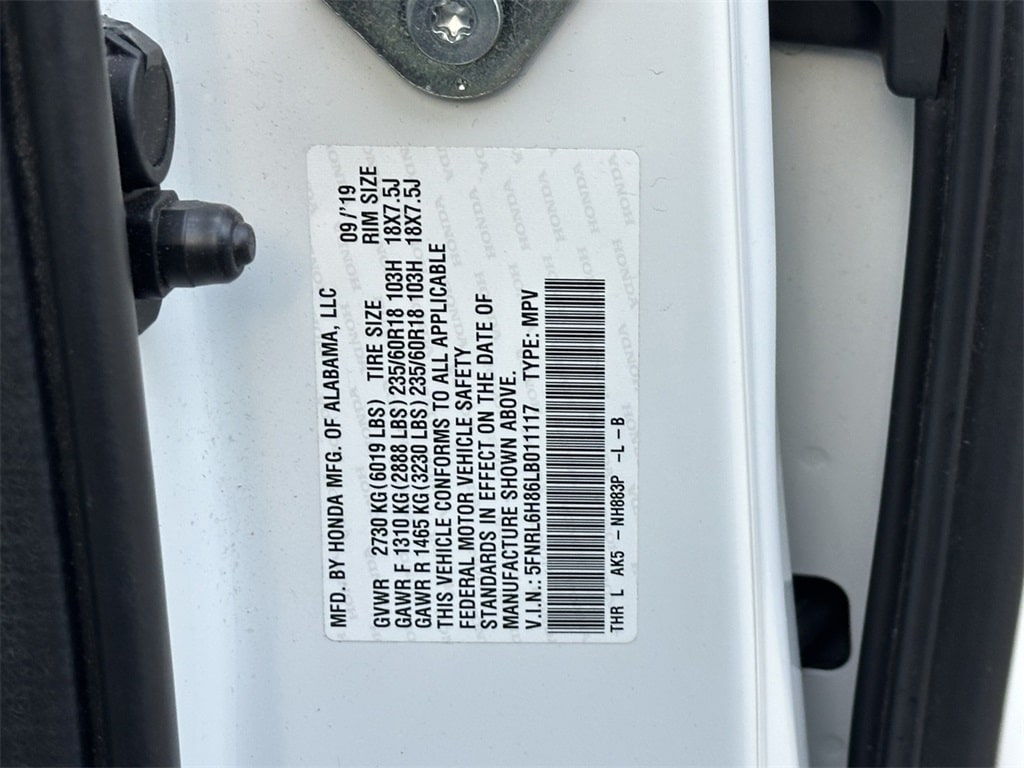 MFD. BY HONDA MFG. OF ALABAMA, LLC 09/'19
GVWR 2730 KG(6019 LBS) TIRE SIZE RIM SIZE
GAWR F 1310 KG(2888 LBS)235/60R18 103H 18X7.5J
GAWR R 1465 KG(3230 LBS)235/60R18 103H 18X7.5J
THIS VEHICLE CONFORMS TO ALL APPLICABLE
FEDERAL MOTOR VEHICLE SAFETY
STANDARDS IN EFFECT ON THE DATE OF
MANUFACTURE SHOWN ABOVE.
V.I.N.: 5FNRL6H86LB011117 TYPE: MPV
THR L AK5 - NH883P - L - B